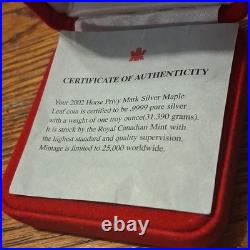 CERTIFICATE OF AUTHENTICITY
Your 2002 Horse Privy Mark Silver Maple
Leaf coin is certified to be .9999 pure silver
with a weight of one troy ounce(31.390 grams).
It is struck by the Royal Canadian Mint with
the highest standard and quality supervision.
Mintage is limited to 25,000 worldwide.